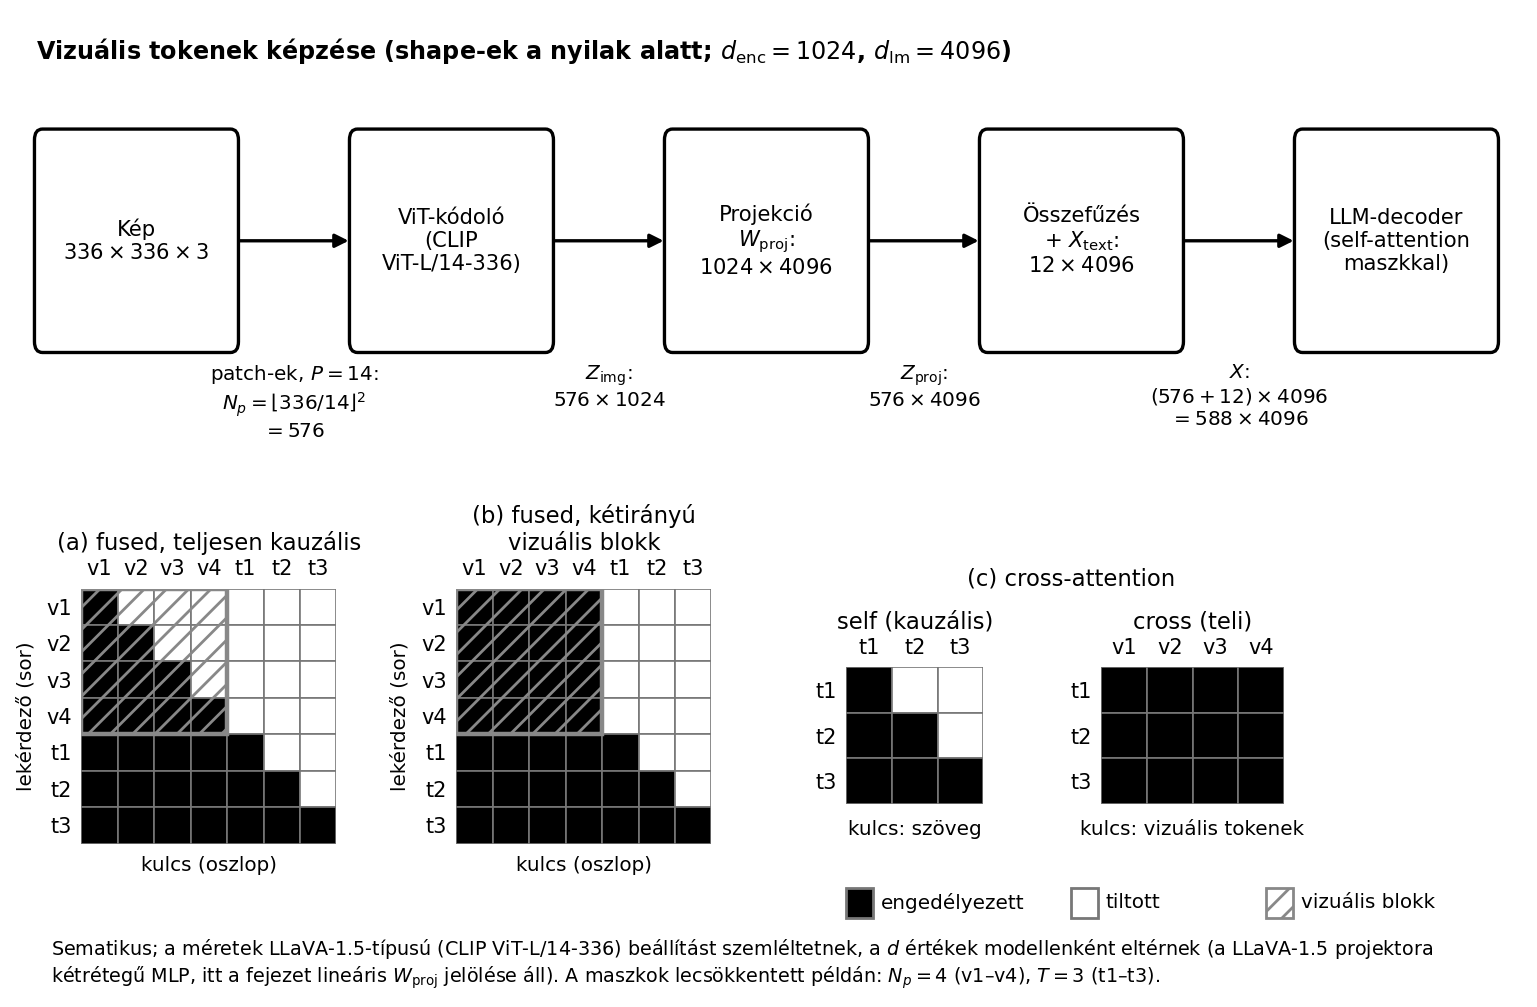 Vizuális tokenek képzése (shape-ek a nyilak alatt; d_enc = 1024, d_lm = 4096)
Kép
336 × 336 × 3
ViT-kódoló
(CLIP
ViT-L/14-336)
Projekció
W_proj:
1024 × 4096
Összefűzés
+ X_text:
12 × 4096
LLM-decoder
(self-attention
maszkkal)
patch-ek, P = 14:
N_p = ⌊336/14⌋²
= 576
Z_img:
576 × 1024
Z_proj:
576 × 4096
X:
(576 + 12) × 4096
= 588 × 4096
(a) fused, teljesen kauzális
v1 v2 v3 v4 t1 t2 t3
lekérdező (sor)
v1
v2
v3
v4
t1
t2
t3
kulcs (oszlop)
(b) fused, kétirányú
vizuális blokk
v1 v2 v3 v4 t1 t2 t3
lekérdező (sor)
v1
v2
v3
v4
t1
t2
t3
kulcs (oszlop)
(c) cross-attention
self (kauzális)
t1 t2 t3
t1
t2
t3
kulcs: szöveg
cross (teli)
v1 v2 v3 v4
t1
t2
t3
kulcs: vizuális tokenek
engedélyezett
tiltott
vizuális blokk
Sematikus; a méretek LLaVA-1.5-típusú (CLIP ViT-L/14-336) beállítást szemléltetnek, a d értékek modellenként eltérnek (a LLaVA-1.5 projektora
kétrétegű MLP, itt a fejezet lineáris W_proj jelölése áll). A maszkok lecsökkentett példán: N_p = 4 (v1–v4), T = 3 (t1–t3).